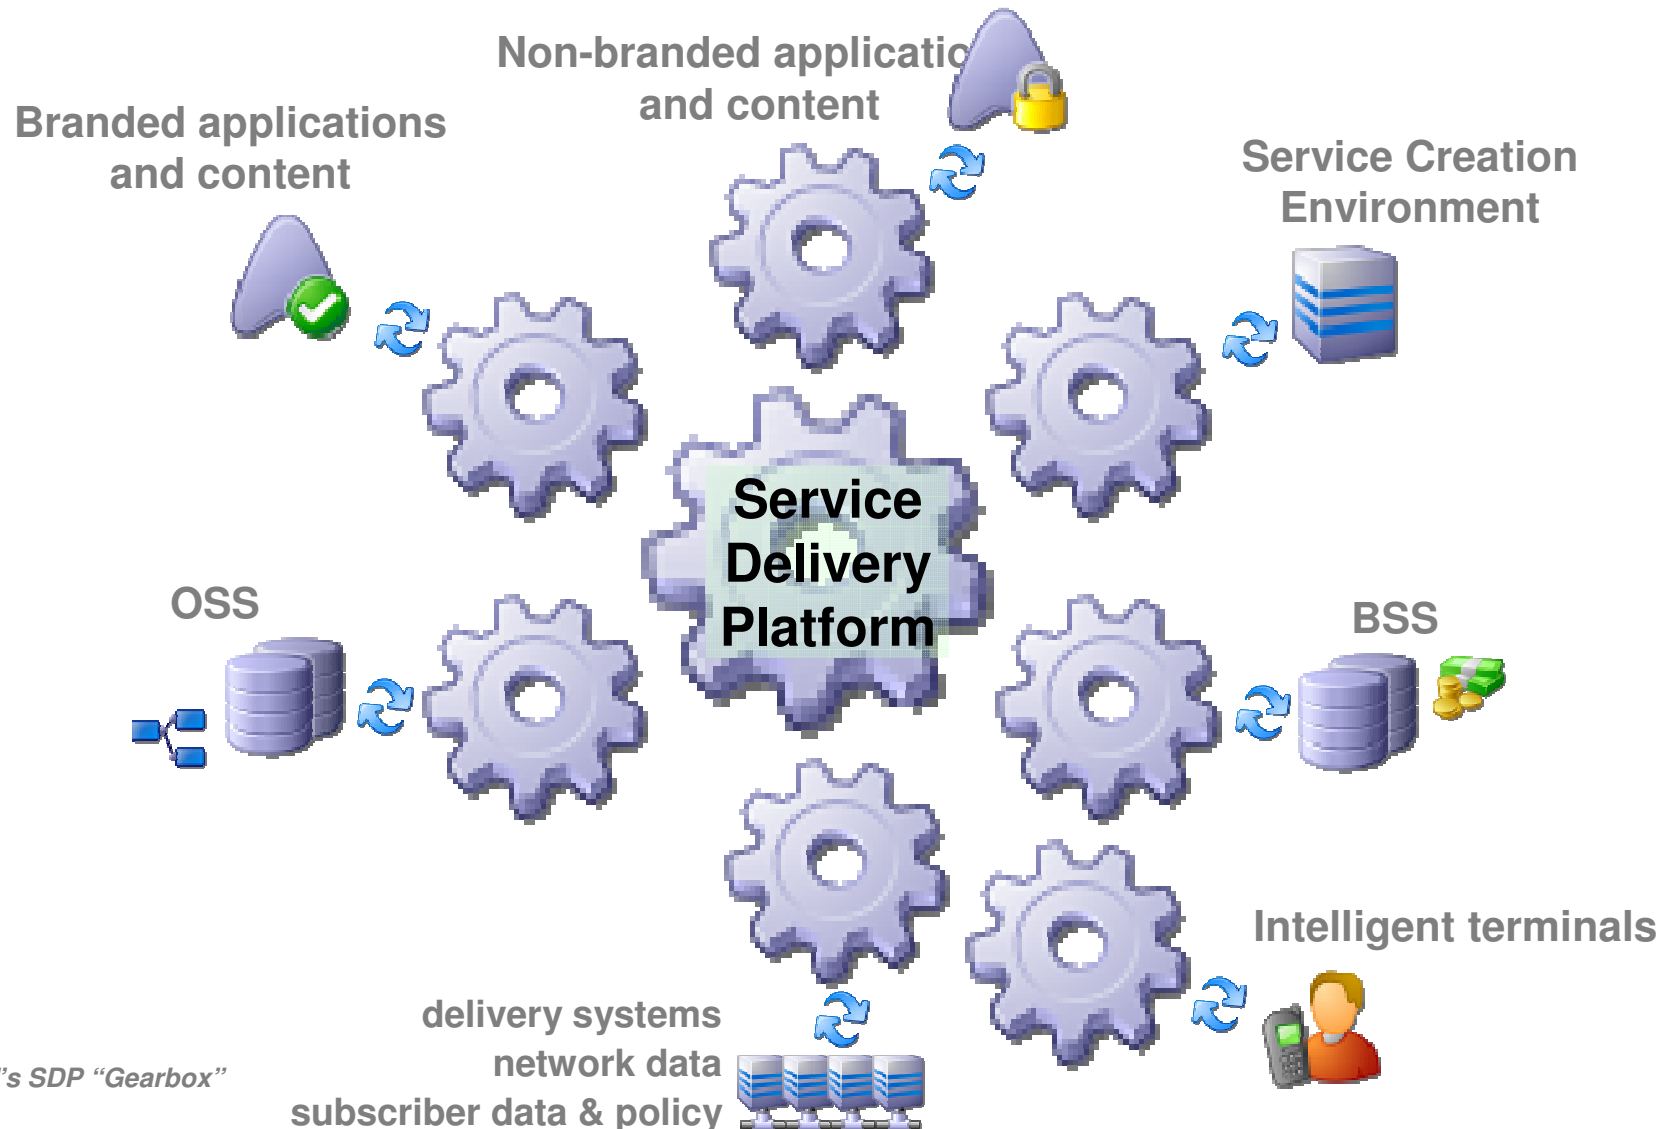 Non-branded applicatio
and content
Branded applications
and content
Service Creation
Environment
Service
Delivery
Platform
OSS
BSS
Intelligent terminals
delivery systems
network data
subscriber data & policy
's SDP “Gearbox”